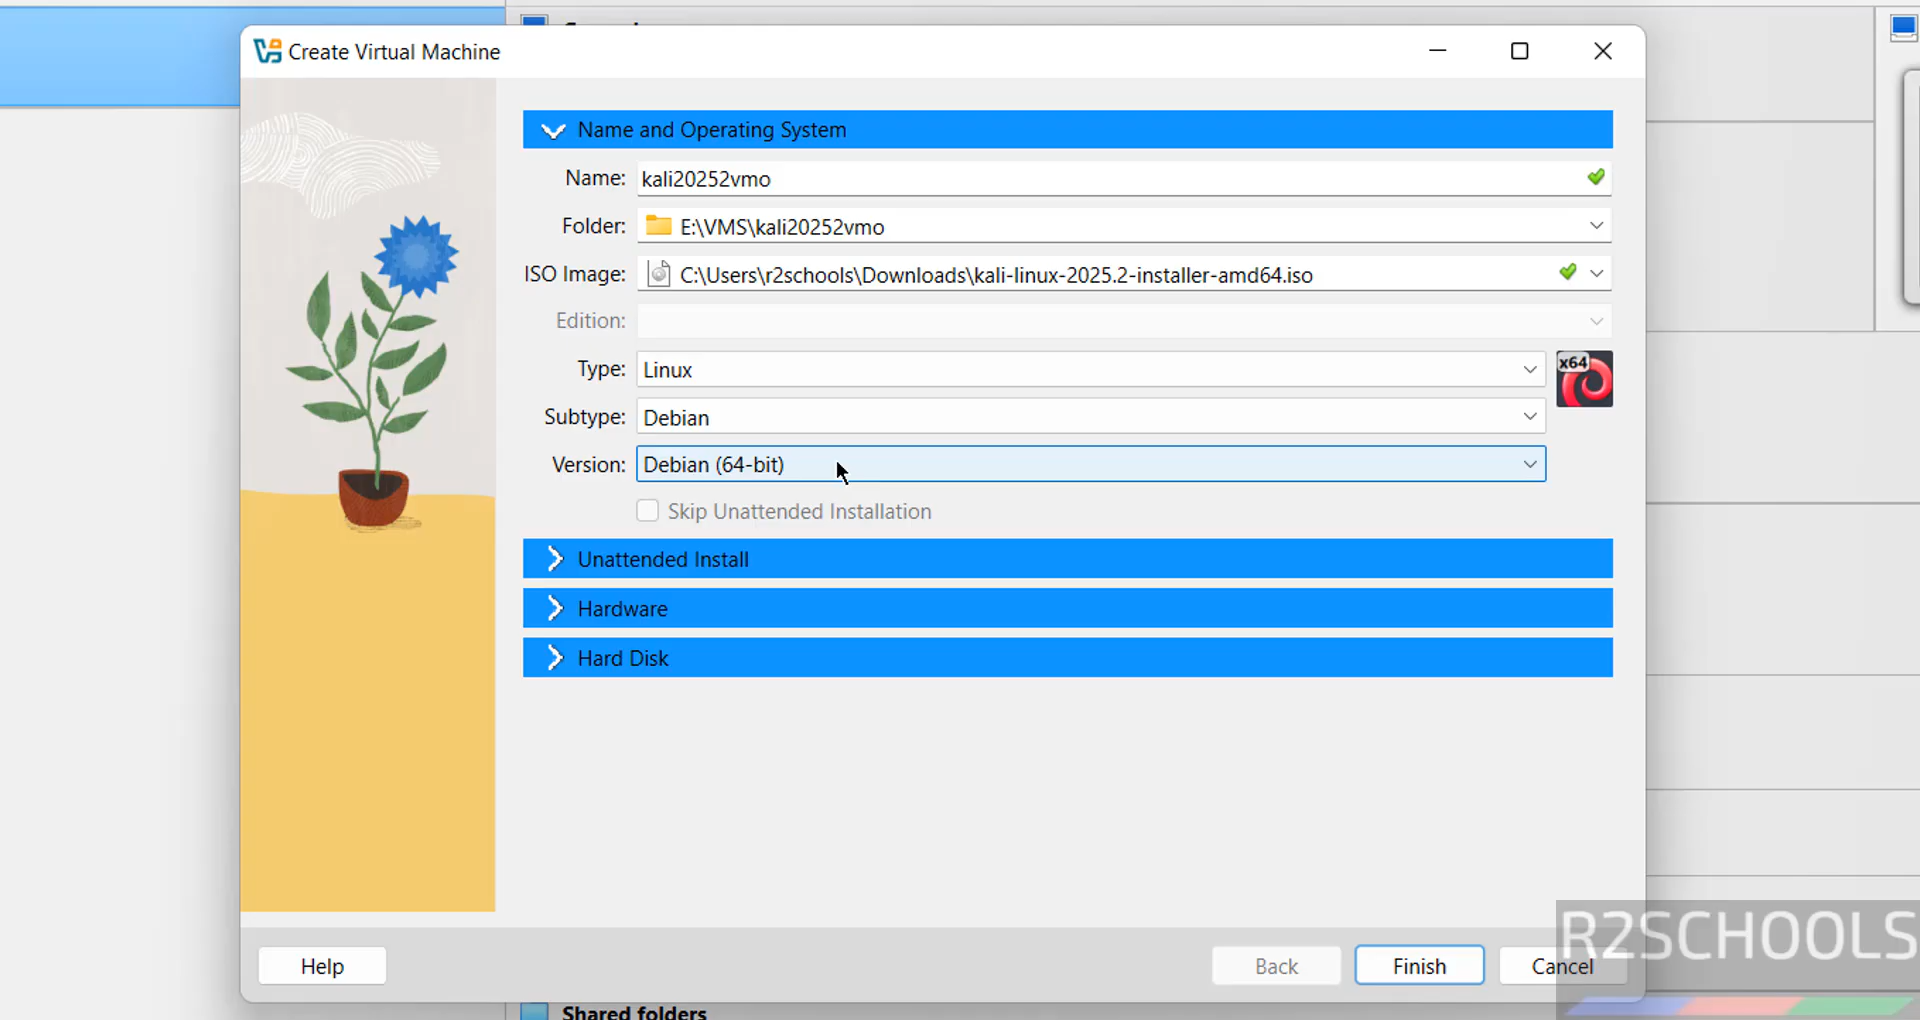 Create Virtual Machine
Name and Operating System
Name: kali20252vmo
Folder: E:\VMS\kali20252vmo
ISO Image: C:\Users\r2schools\Downloads\kali-linux-2025.2-installer-amd64.iso
Edition:
Type: Linux
x64
Subtype: Debian
Version: Debian (64-bit)
Skip Unattended Installation
Unattended Install
Hardware
Hard Disk
R2SCHOOLS
Help
Back
Finish
Cancel
Shared folders